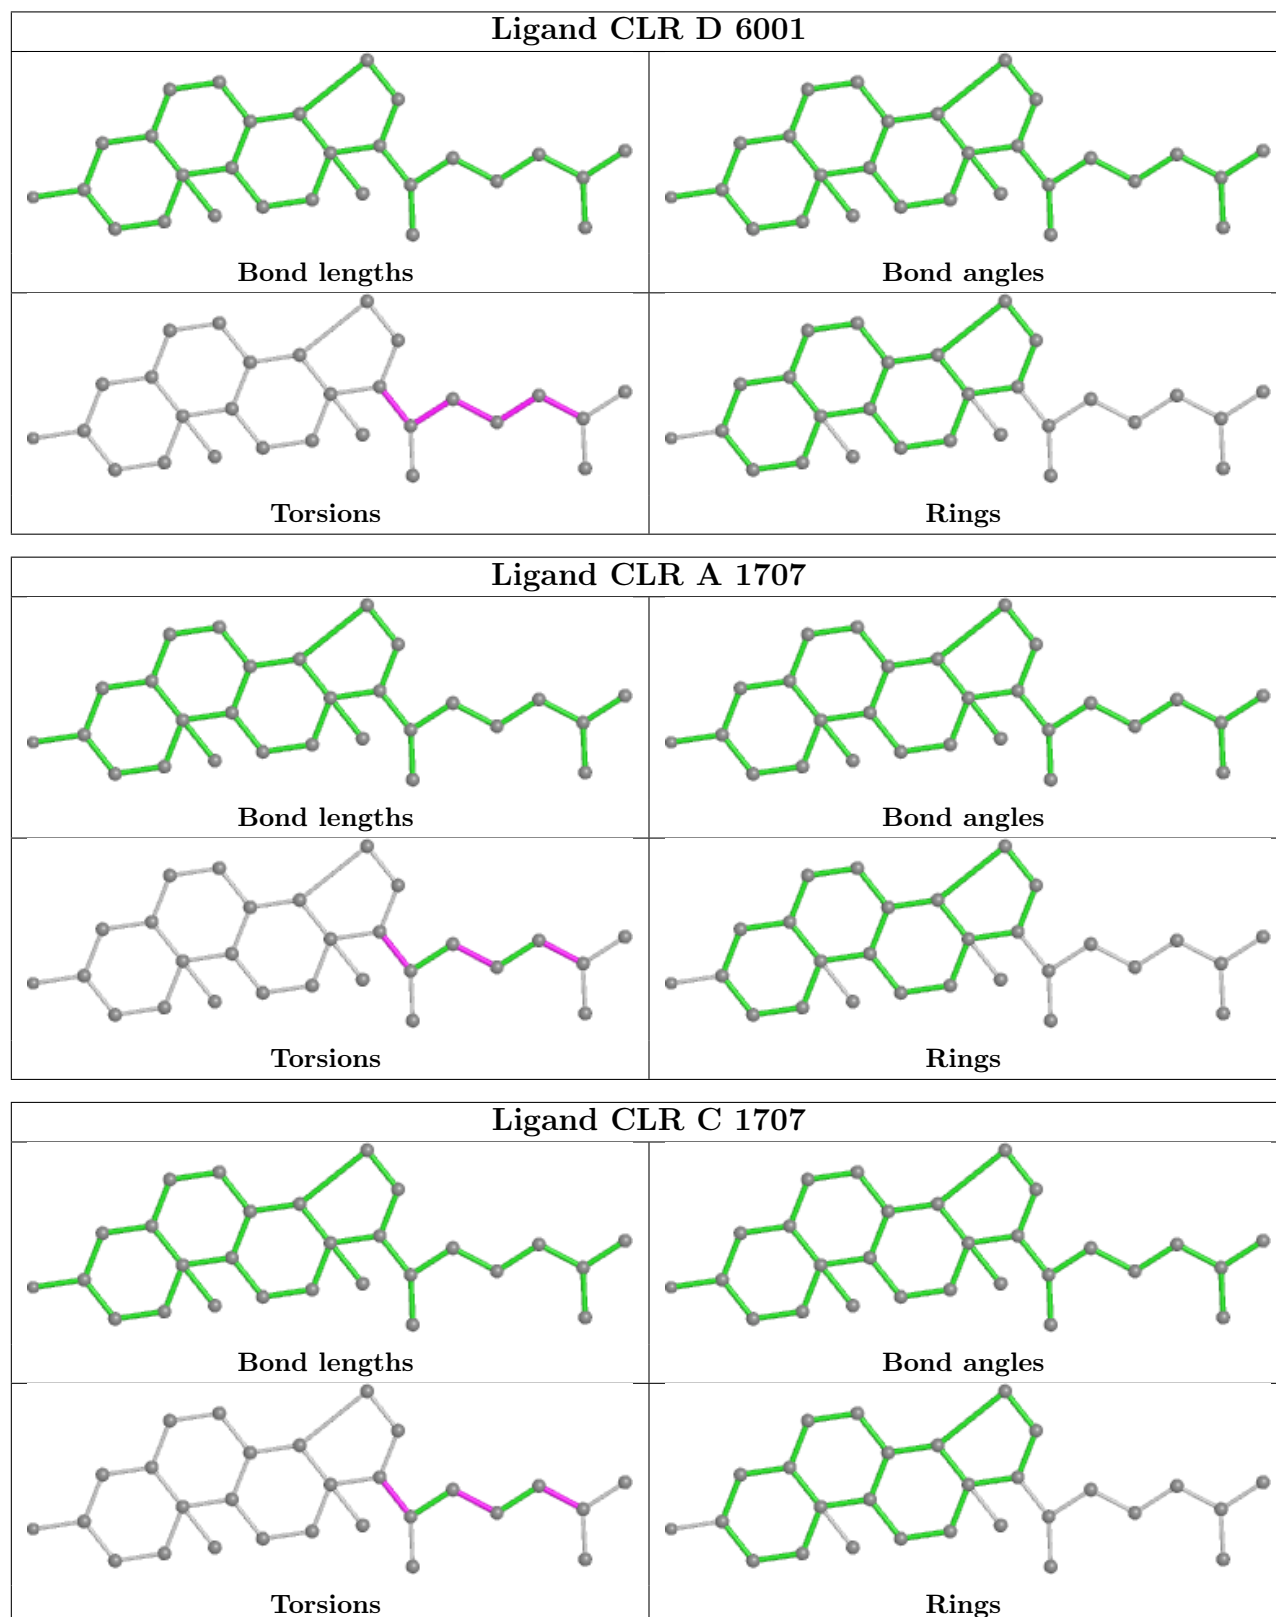 Ligand CLR D 6001
Bond lengths
Bond angles
Torsions
Rings
Ligand CLR A 1707
Bond lengths
Bond angles
Torsions
Rings
Ligand CLR C 1707
Bond lengths
Bond angles
Torsions
Rings